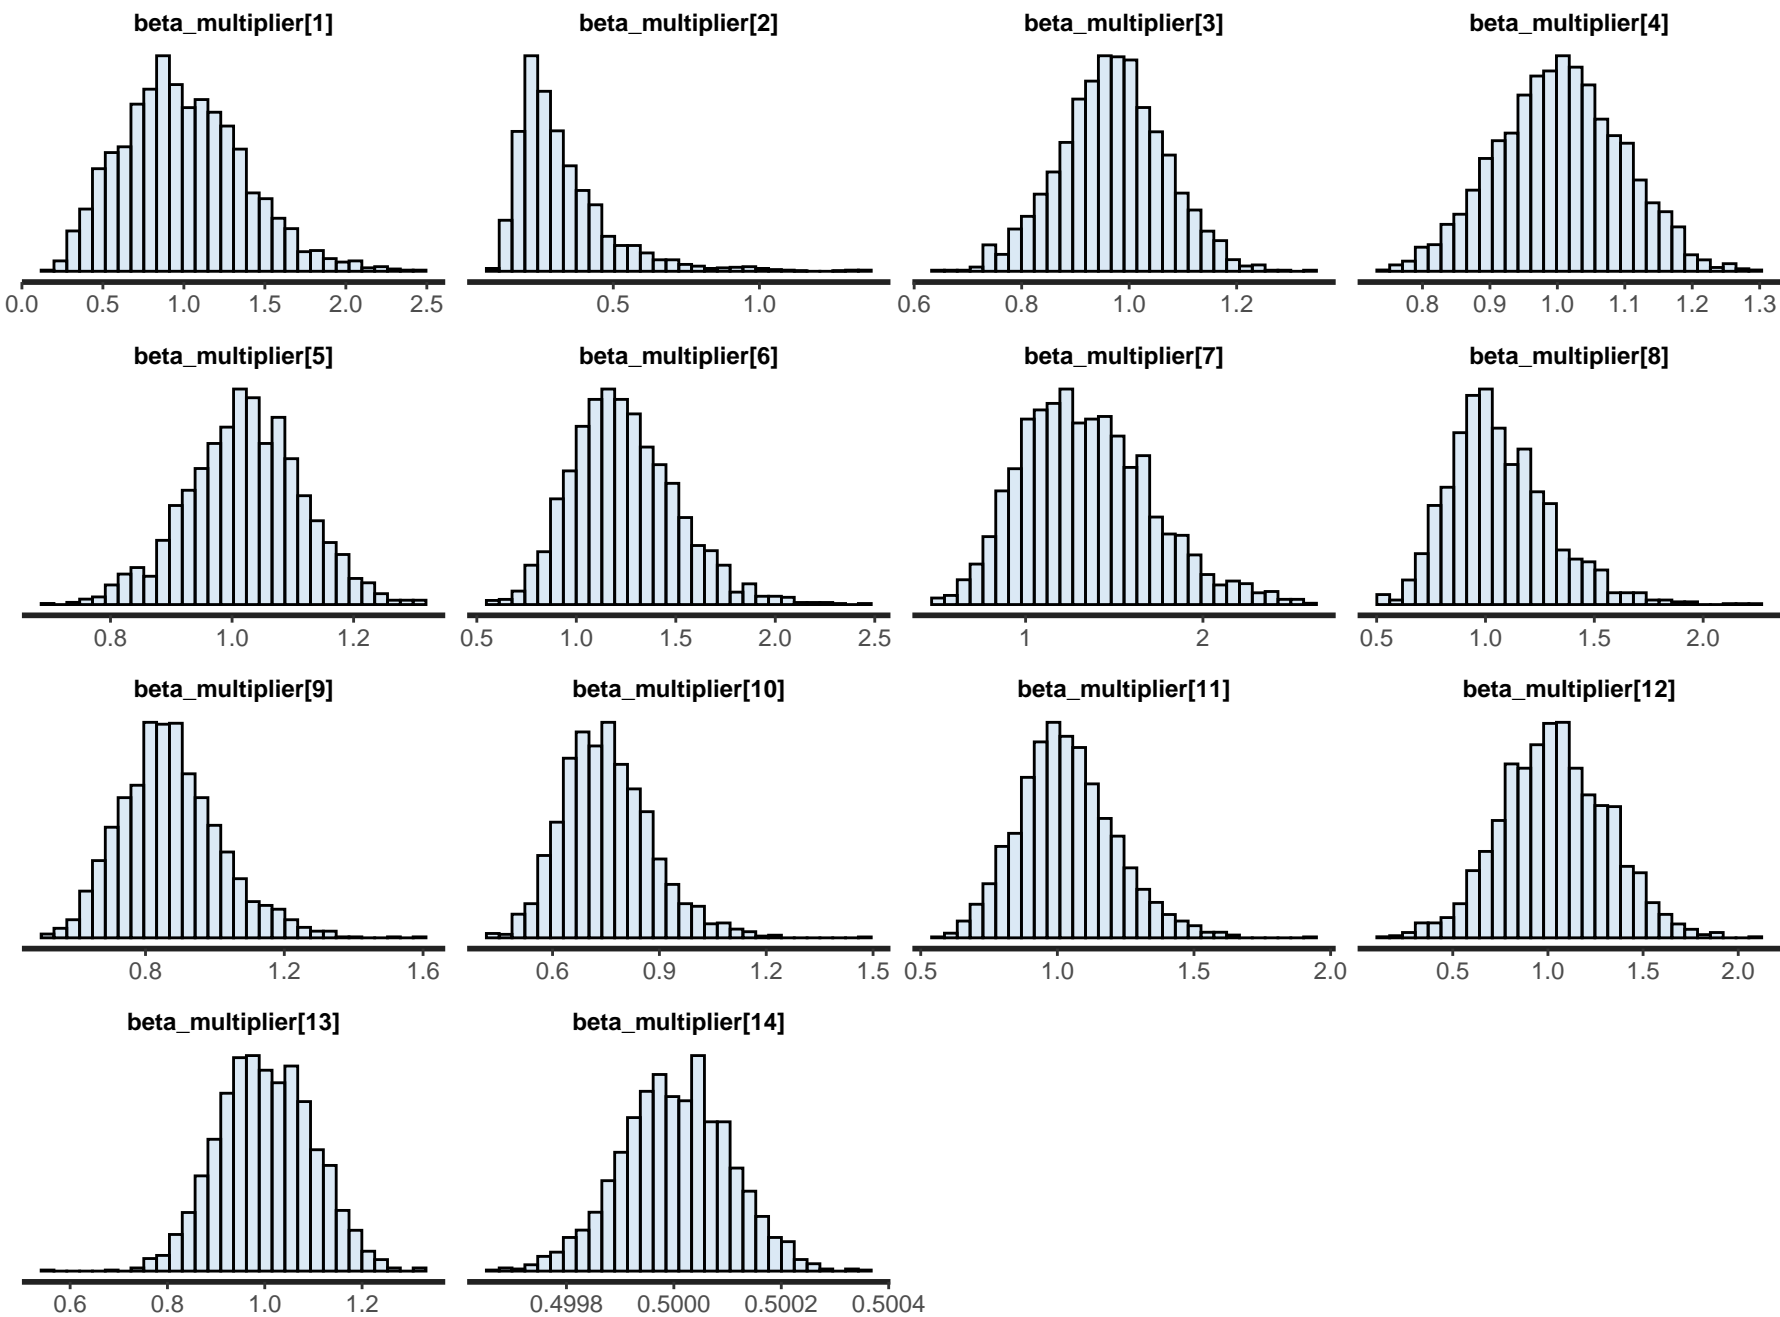 beta_multiplier[1] beta_multiplier[2] beta_multiplier[3] beta_multiplier[4]
0.0 0.5 1.0 1.5 2.0 2.5 0.5 1.0 0.6 0.8 1.0 1.2 0.8 0.9 1.0 1.1 1.2 1.3
beta_multiplier[5] beta_multiplier[6] beta_multiplier[7] beta_multiplier[8]
0.8 1.0 1.2 0.5 1.0 1.5 2.0 2.5 1 2 0.5 1.0 1.5 2.0
beta_multiplier[9] beta_multiplier[10] beta_multiplier[11] beta_multiplier[12]
0.8 1.2 1.6 0.6 0.9 1.2 1.5 0.5 1.0 1.5 2.0 0.5 1.0 1.5 2.0
beta_multiplier[13] beta_multiplier[14]
0.6 0.8 1.0 1.2 0.4998 0.5000 0.5002 0.5004